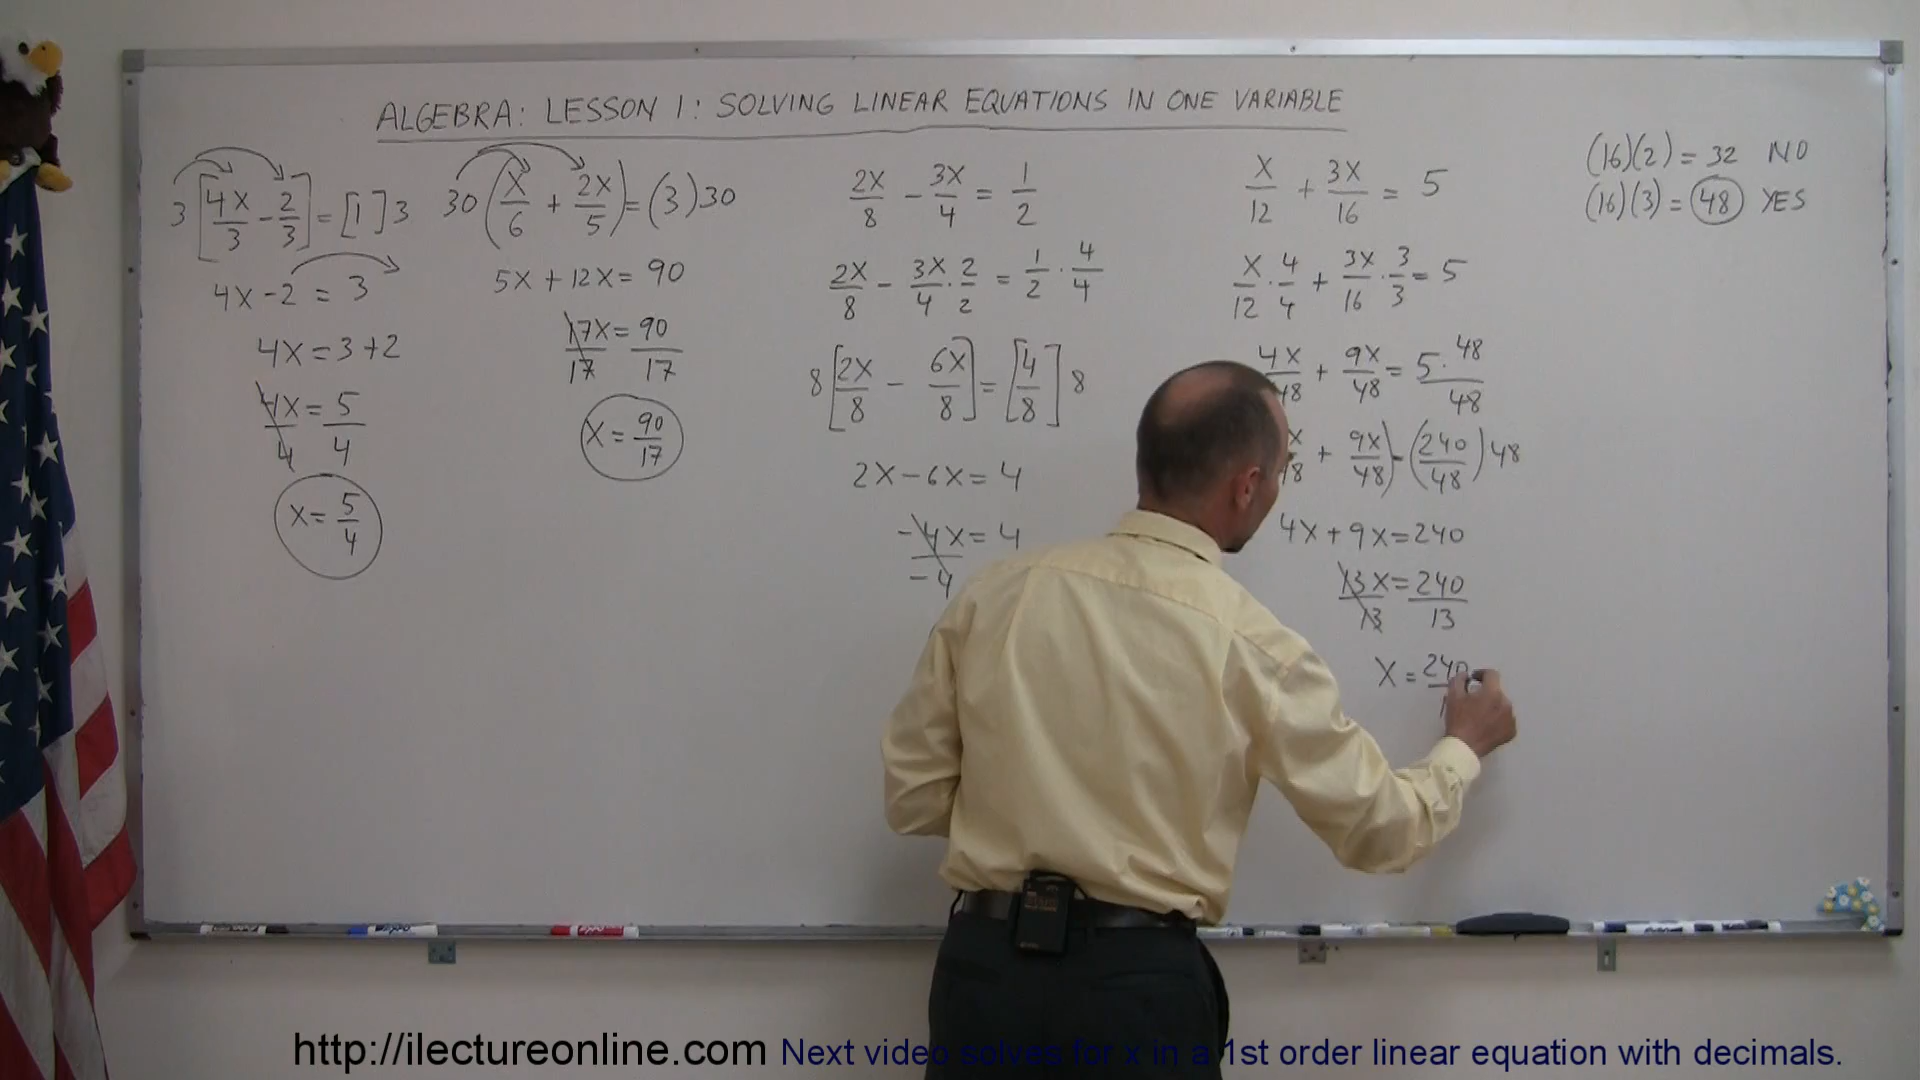 ALGEBRA: LESSON 1: SOLVING LINEAR EQUATIONS IN ONE VARIABLE
3[4x/3 - 2/3] = [1]3
4x - 2 = 3
4x = 3 + 2
4x/4 = 5/4
x = 5/4
30(x/6 + 2x/5) = (3)30
5x + 12x = 90
17x/17 = 90/17
x = 90/17
2x/8 - 3x/4 = 1/2
2x/8 - 3x/4 · 2/2 = 1/2 · 4/4
8[2x/8 - 6x/8] = [4/8]8
2x - 6x = 4
-4x/-4 = 4
x/12 + 3x/16 = 5
x/12 · 4/4 + 3x/16 · 3/3 = 5
4x/48 + 9x/48 = 5·48/48
x/48 + 9x/48) = (240/48)48
4x + 9x = 240
13x/13 = 240/13
x = 240
(16)(2) = 32 NO
(16)(3) = 48 YES
http://ilectureonline.com Next video solves for x in a 1st order linear equation with decimals.